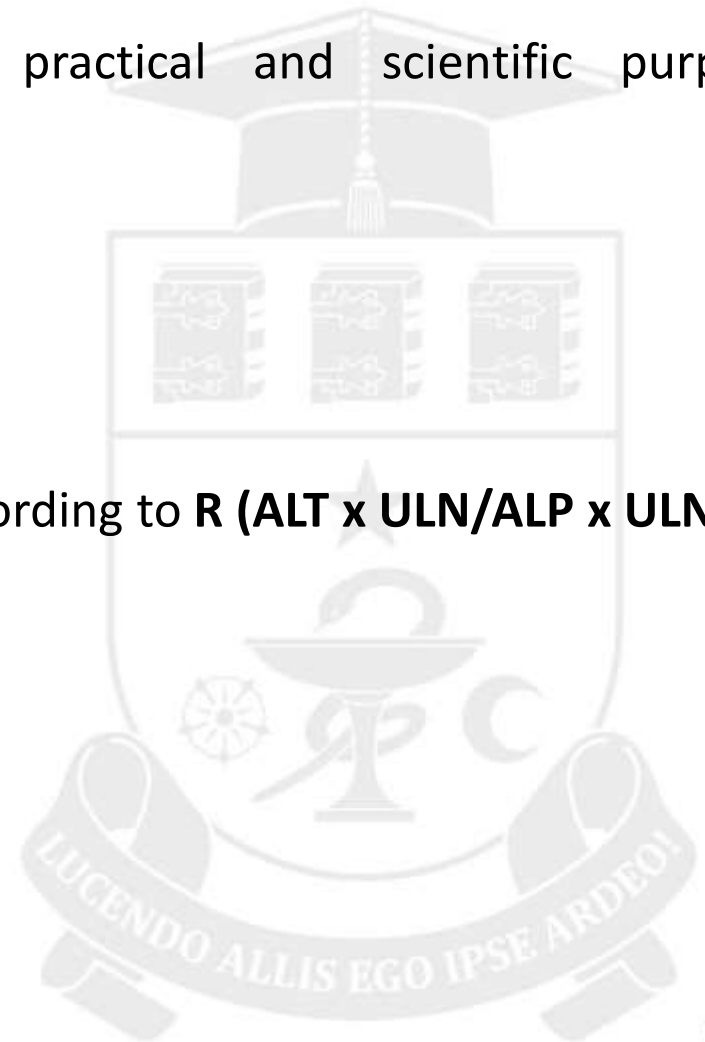 practical and scientific purp
ording to R (ALT x ULN/ALP x ULN
LUCENDO ALLIS EGO IPSE ARDEO!